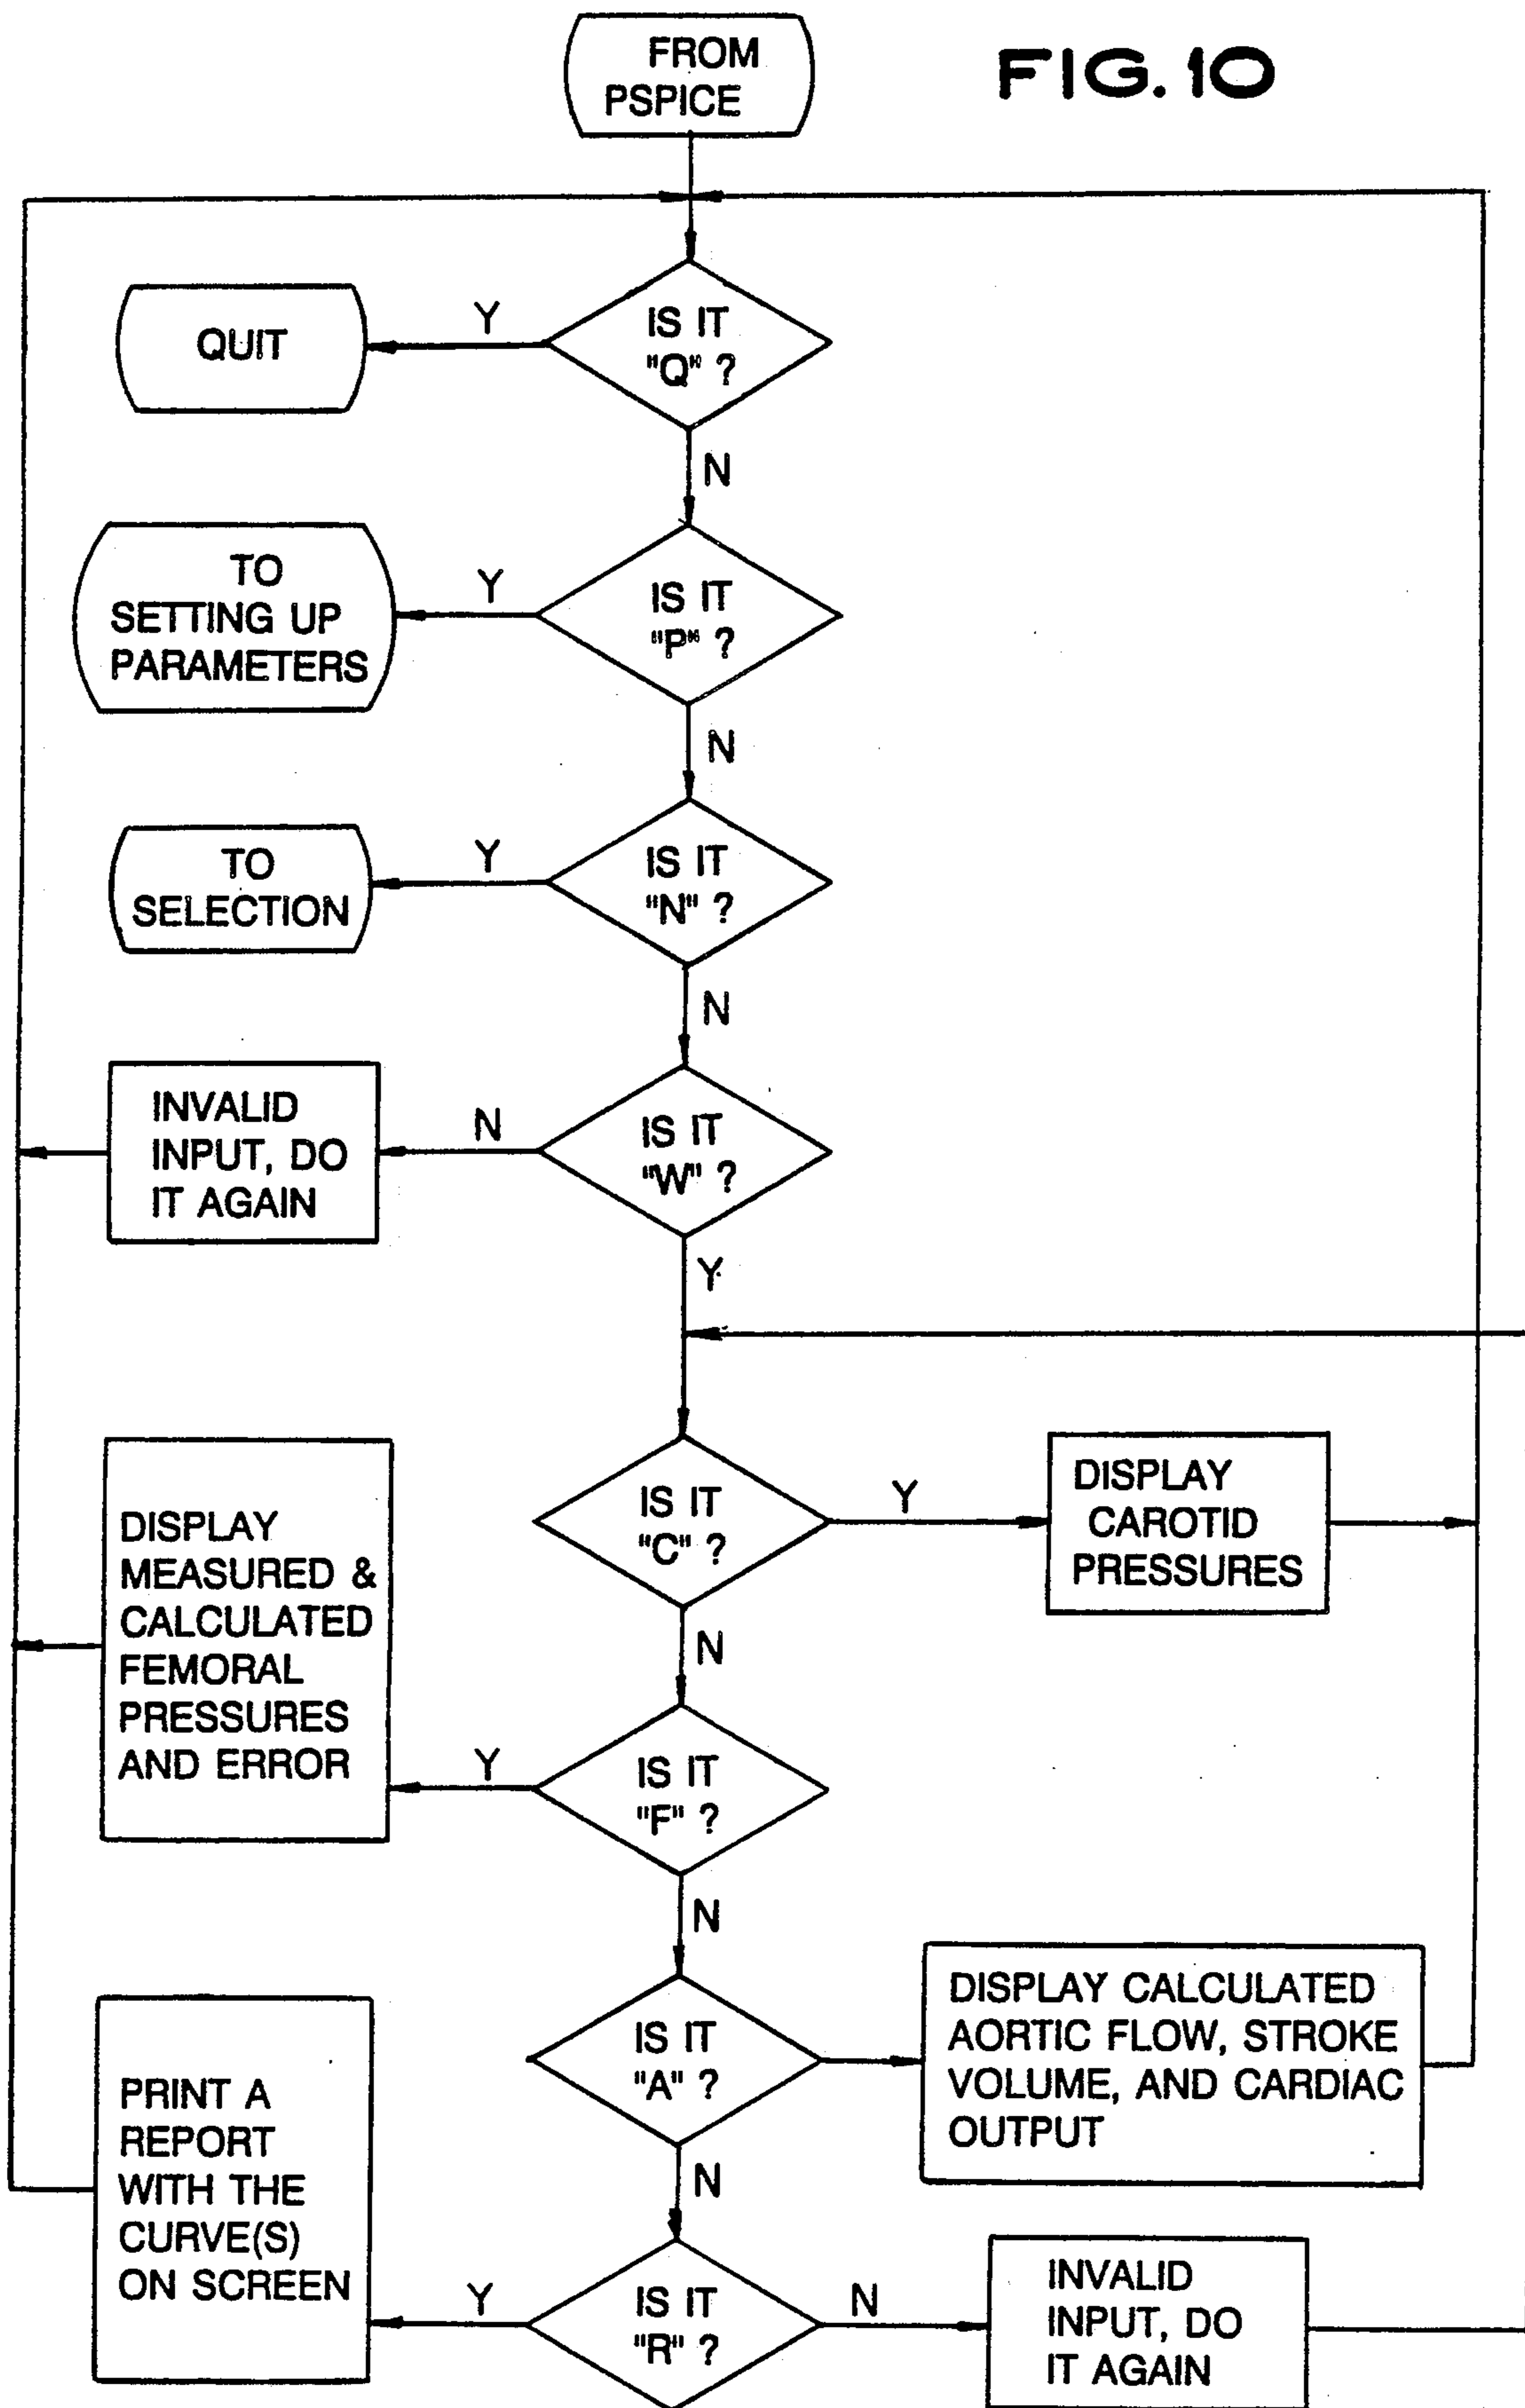 FROM
PSPICE
FIG. 10
IS IT
"Q" ?
Y
QUIT
N
IS IT
"P" ?
Y
TO
SETTING UP
PARAMETERS
N
IS IT
"N" ?
Y
TO
SELECTION
N
IS IT
"W" ?
N
INVALID
INPUT, DO
IT AGAIN
Y
IS IT
"C" ?
Y
DISPLAY
CAROTID
PRESSURES
N
IS IT
"F" ?
Y
DISPLAY
MEASURED &
CALCULATED
FEMORAL
PRESSURES
AND ERROR
N
IS IT
"A" ?
DISPLAY CALCULATED
AORTIC FLOW, STROKE
VOLUME, AND CARDIAC
OUTPUT
N
IS IT
"R" ?
Y
PRINT A
REPORT
WITH THE
CURVE(S)
ON SCREEN
N
INVALID
INPUT, DO
IT AGAIN